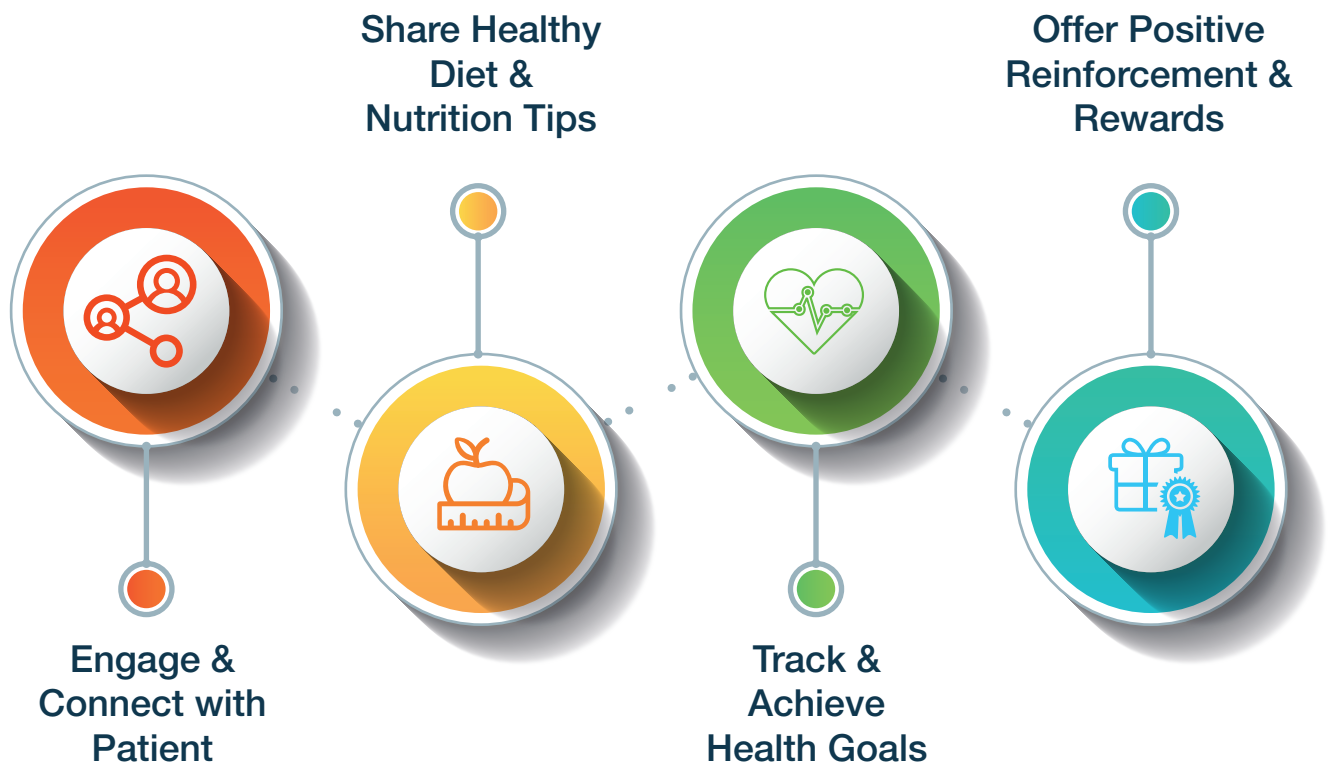 Share Healthy
Diet &
Nutrition Tips
Offer Positive
Reinforcement &
Rewards
Engage &
Connect with
Patient
Track &
Achieve
Health Goals